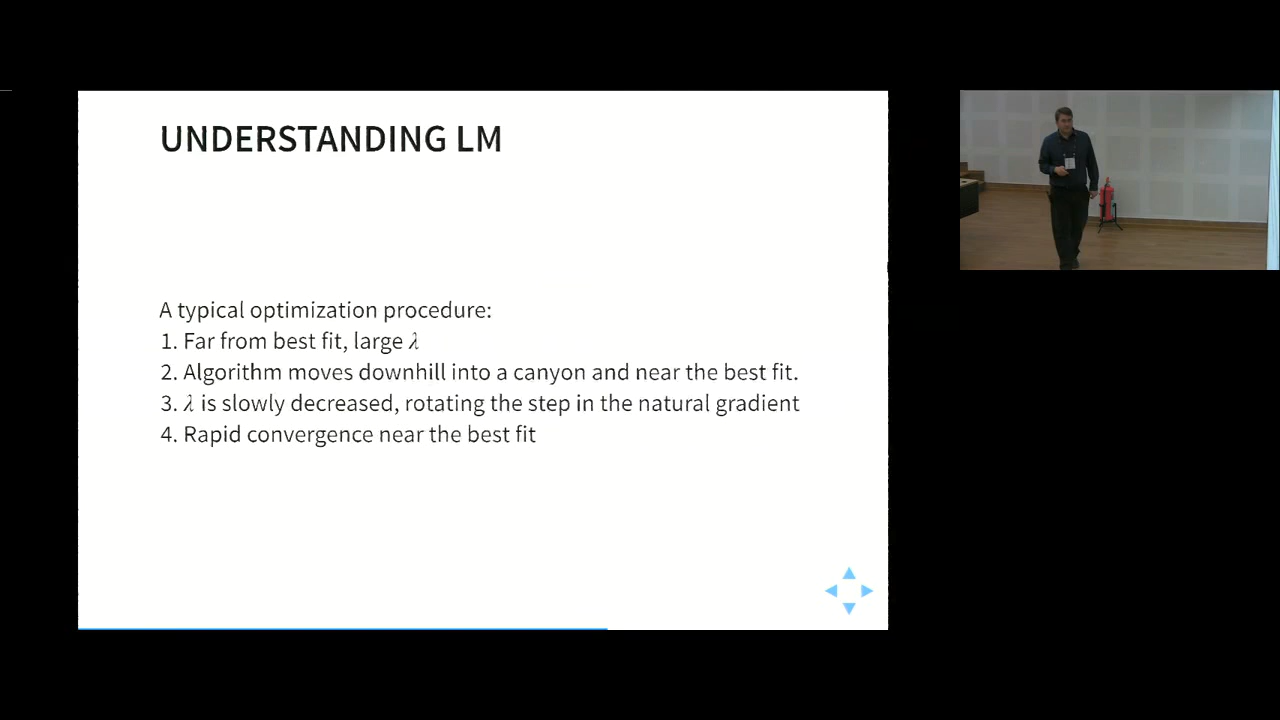 UNDERSTANDING LM
A typical optimization procedure:
1. Far from best fit, large λ
2. Algorithm moves downhill into a canyon and near the best fit.
3. λ is slowly decreased, rotating the step in the natural gradient
4. Rapid convergence near the best fit